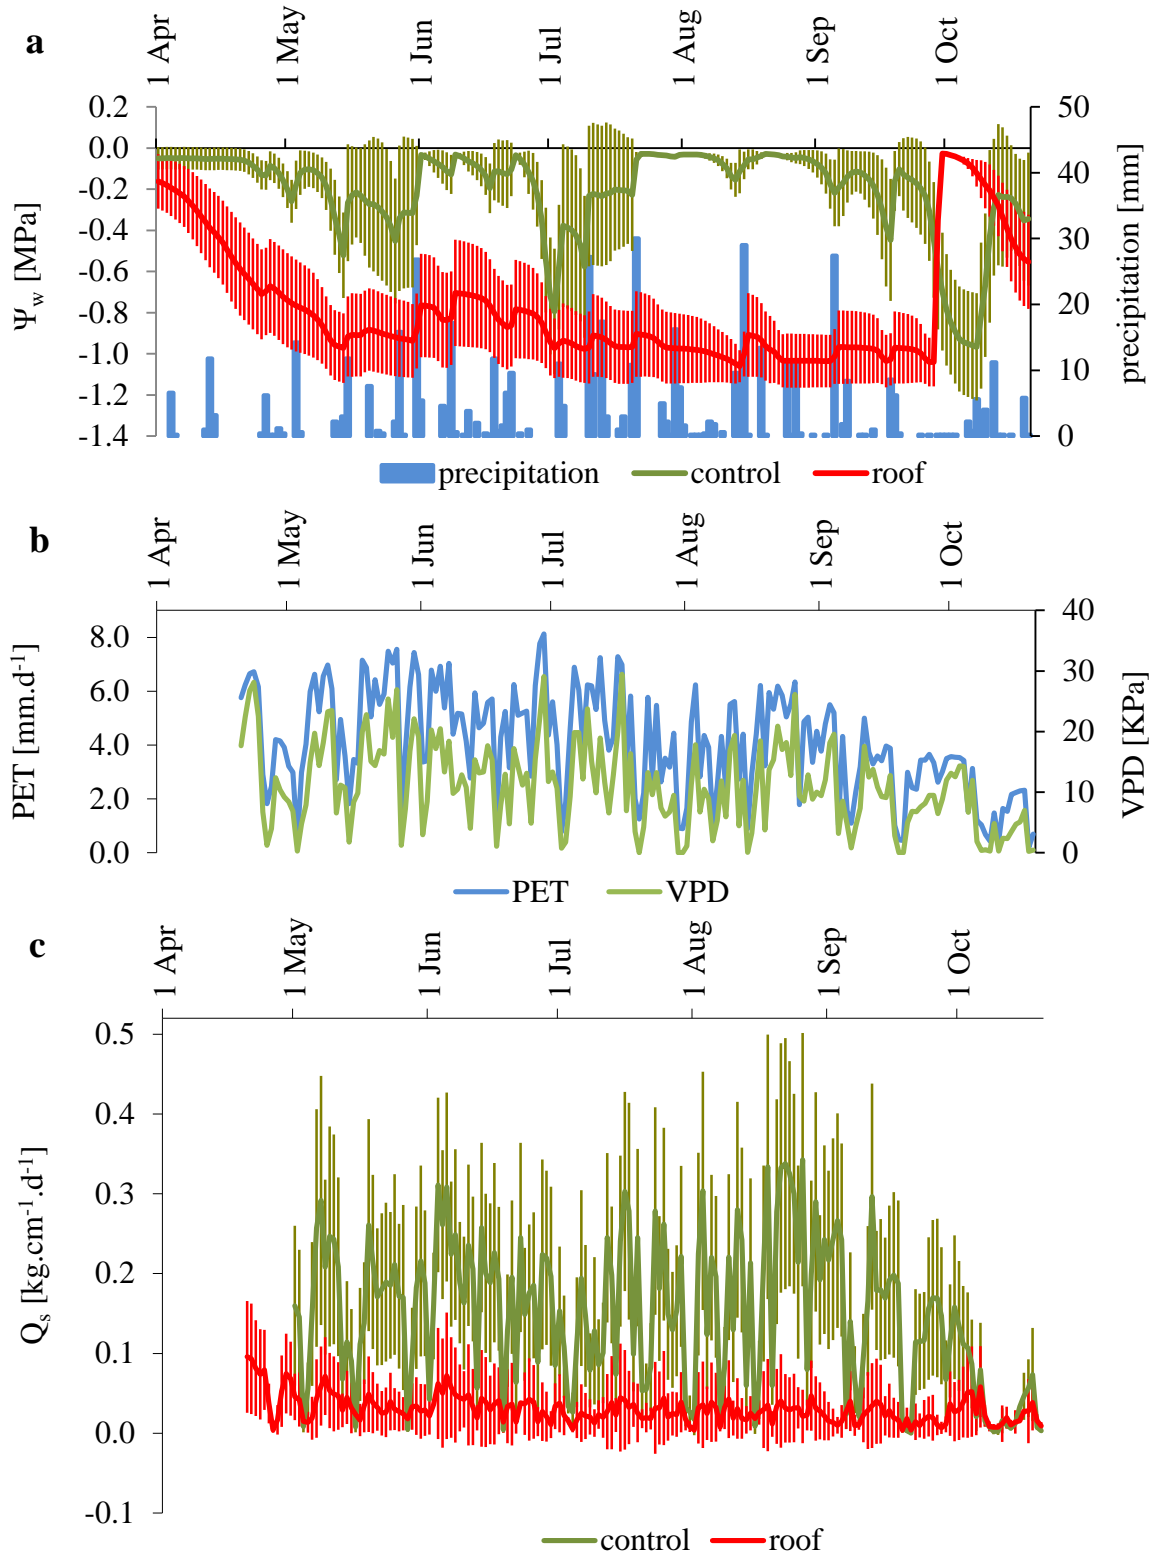 a
1 Apr
1 May
1 Jun
1 Jul
1 Aug
1 Sep
1 Oct
0.2
0.0
-0.2
-0.4
-0.6
-0.8
-1.0
-1.2
-1.4
Ψw [MPa]
50
40
30
20
10
0
precipitation [mm]
precipitation control roof
b
1 Apr
1 May
1 Jun
1 Jul
1 Aug
1 Sep
1 Oct
8.0
6.0
4.0
2.0
0.0
PET [mm.d-1]
40
30
20
10
0
VPD [KPa]
PET VPD
c
1 Apr
1 May
1 Jun
1 Jul
1 Aug
1 Sep
1 Oct
0.5
0.4
0.3
0.2
0.1
0.0
-0.1
Qs [kg.cm-1.d-1]
control roof